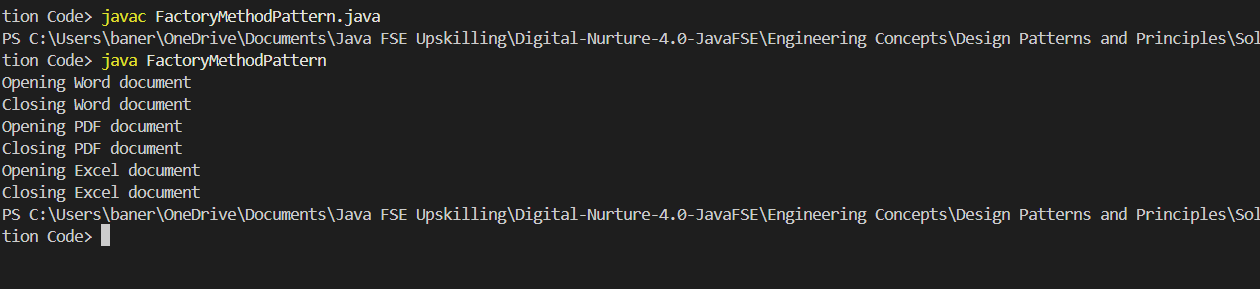 tion Code> javac FactoryMethodPattern.java
PS C:\Users\baner\OneDrive\Documents\Java FSE Upskilling\Digital-Nurture-4.0-JavaFSE\Engineering Concepts\Design Patterns and Principles\Sol
tion Code> java FactoryMethodPattern
Opening Word document
Closing Word document
Opening PDF document
Closing PDF document
Opening Excel document
Closing Excel document
PS C:\Users\baner\OneDrive\Documents\Java FSE Upskilling\Digital-Nurture-4.0-JavaFSE\Engineering Concepts\Design Patterns and Principles\Sol
tion Code>